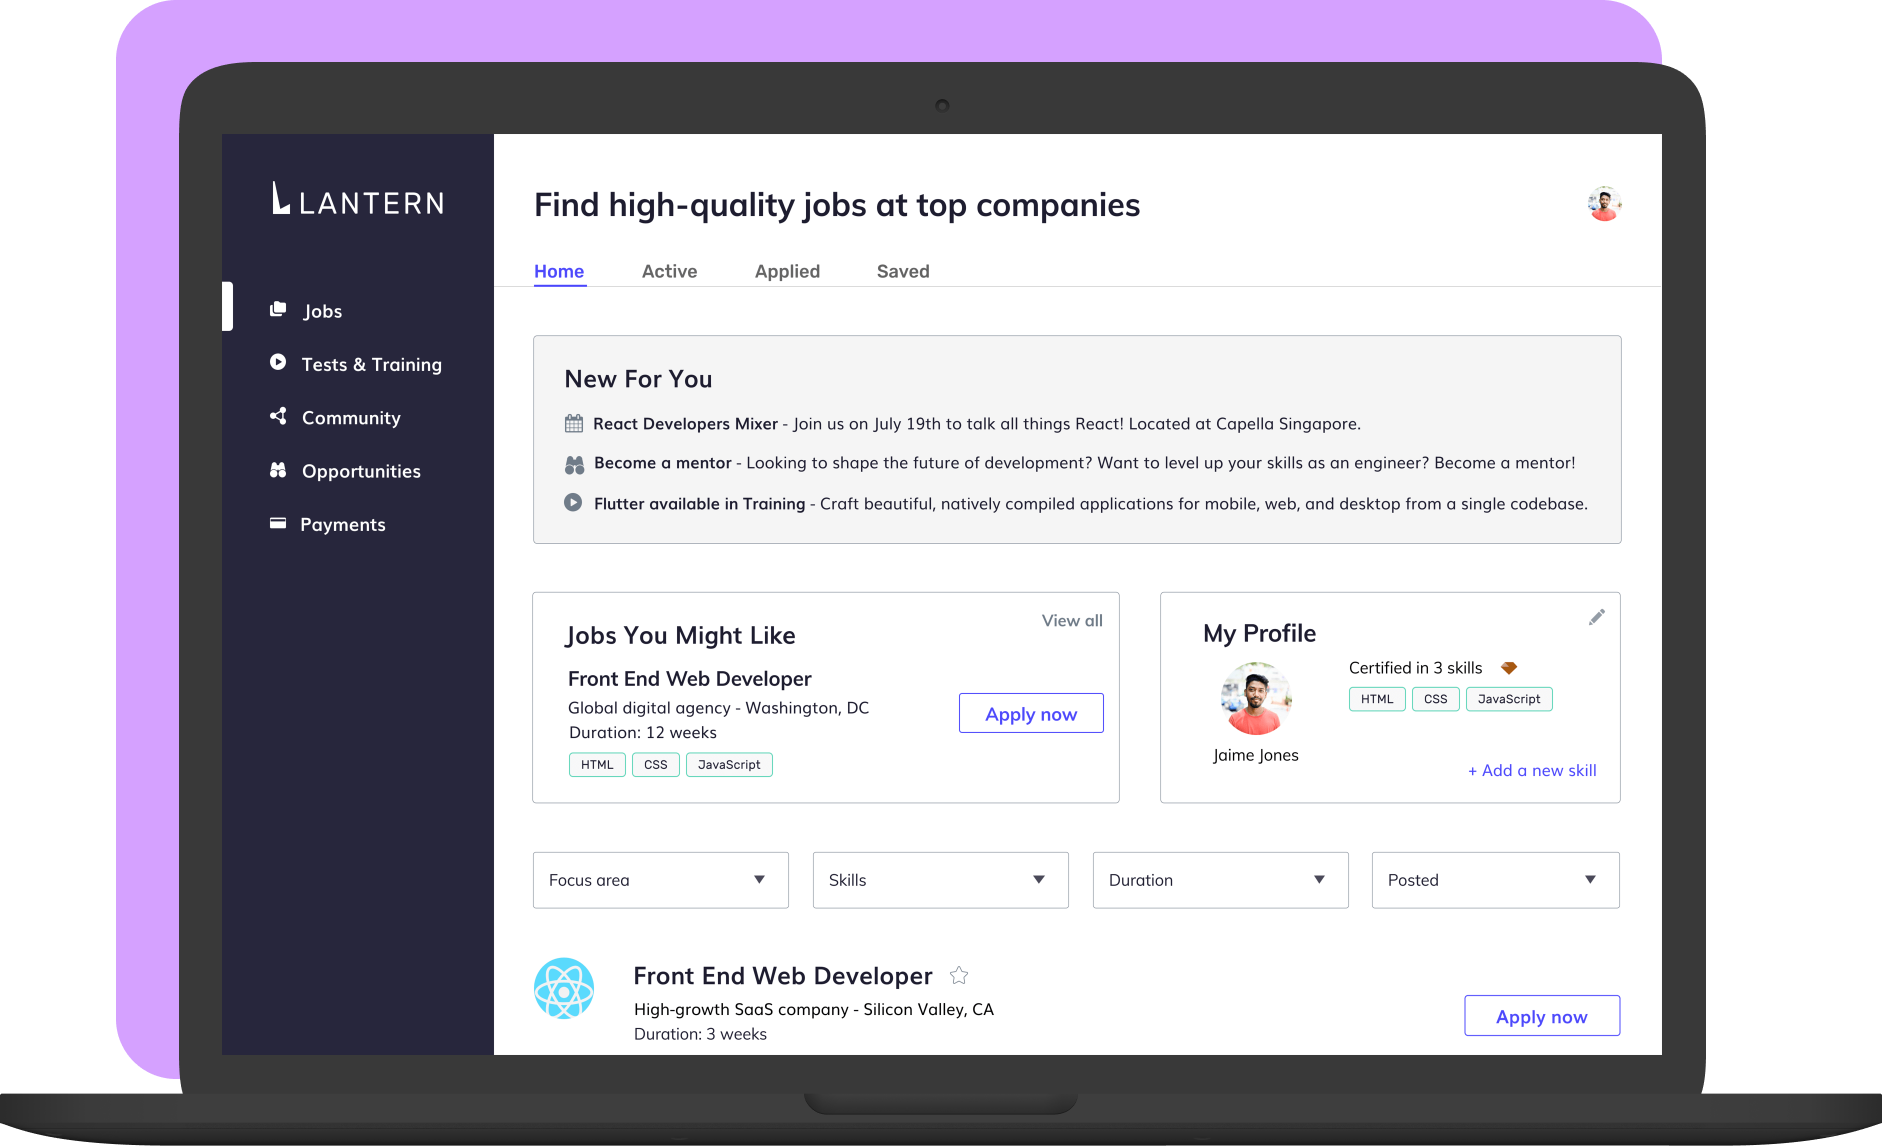 LANTERN
Jobs
Tests & Training
Community
Opportunities
Payments
Find high-quality jobs at top companies
Home Active Applied Saved
New For You
React Developers Mixer - Join us on July 19th to talk all things React! Located at Capella Singapore.
Become a mentor - Looking to shape the future of development? Want to level up your skills as an engineer? Become a mentor!
Flutter available in Training - Craft beautiful, natively compiled applications for mobile, web, and desktop from a single codebase.
Jobs You Might Like
View all
Front End Web Developer
Global digital agency - Washington, DC
Duration: 12 weeks
HTML CSS JavaScript
Apply now
My Profile
Jaime Jones
Certified in 3 skills
HTML CSS JavaScript
+ Add a new skill
Focus area Skills Duration Posted
Front End Web Developer
High-growth SaaS company - Silicon Valley, CA
Duration: 3 weeks
Apply now